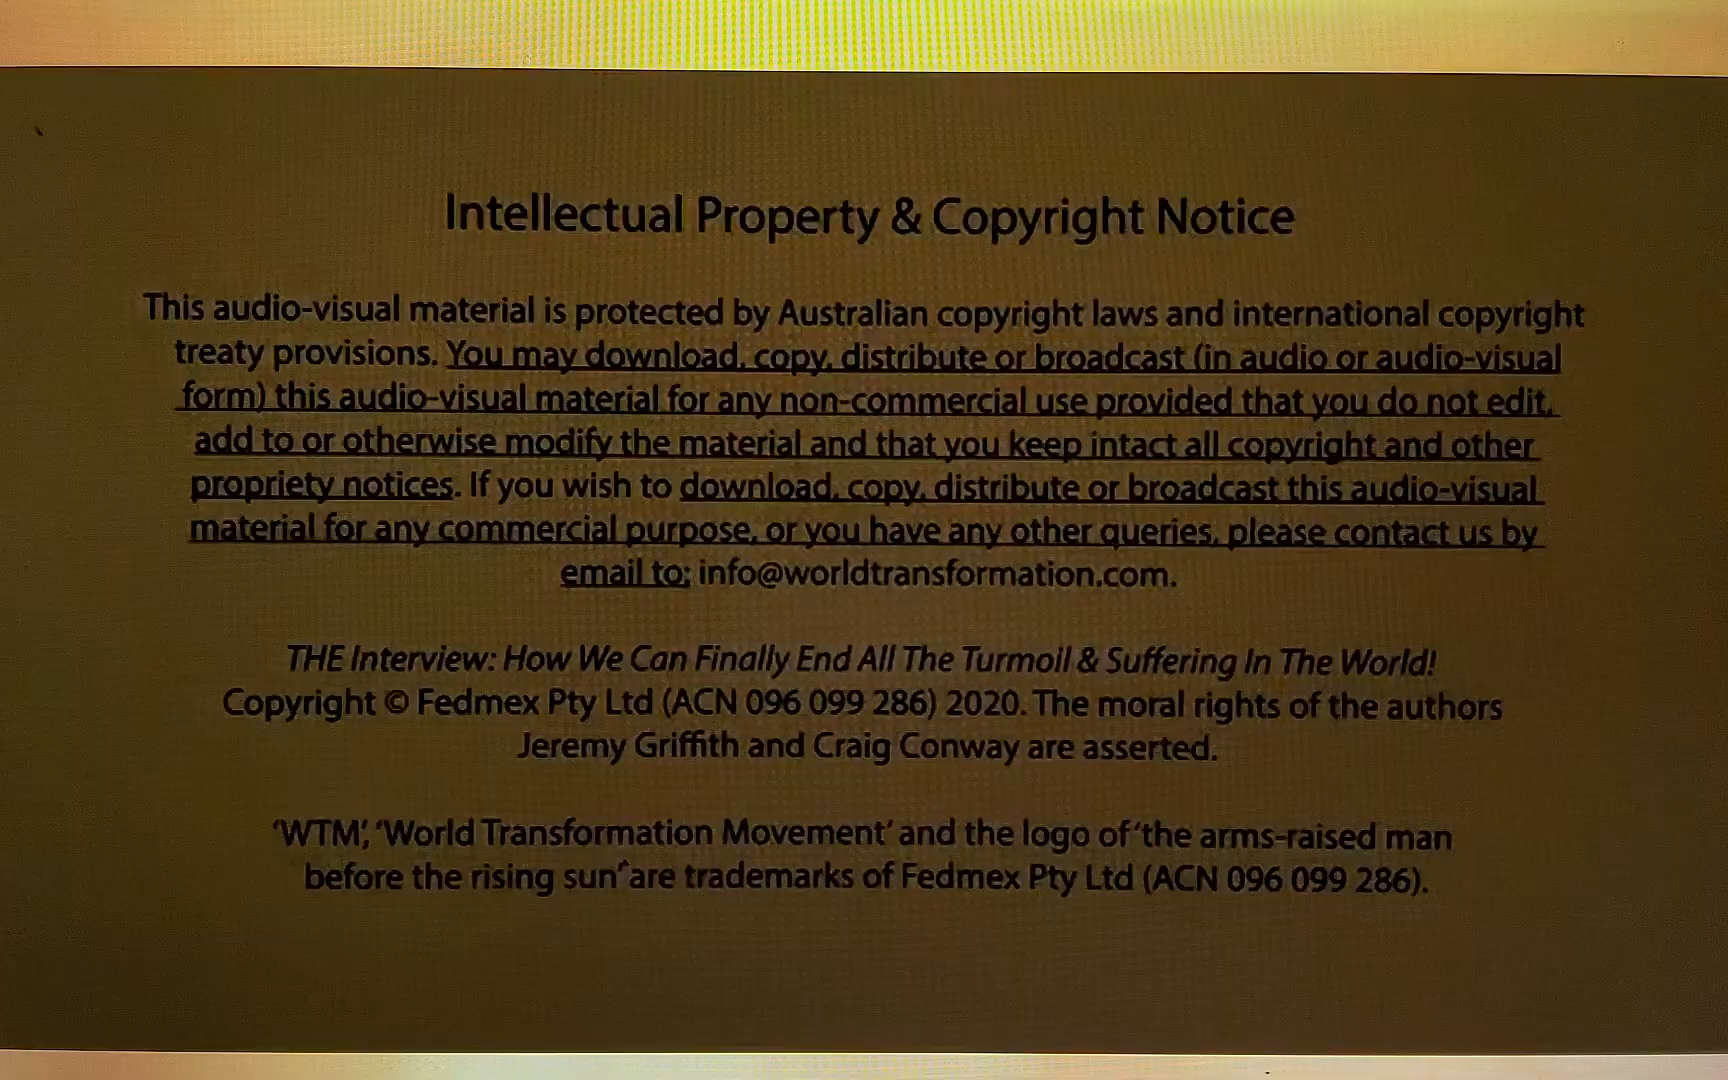 Intellectual Property & Copyright Notice
This audio-visual material is protected by Australian copyright laws and international copyright
treaty provisions. You may download, copy, distribute or broadcast (in audio or audio-visual
form) this audio-visual material for any non-commercial use provided that you do not edit,
add to or otherwise modify the material and that you keep intact all copyright and other
propriety notices. If you wish to download, copy, distribute or broadcast this audio-visual
material for any commercial purpose, or you have any other queries, please contact us by
email to: info@worldtransformation.com.
THE Interview: How We Can Finally End All The Turmoil & Suffering In The World!
Copyright © Fedmex Pty Ltd (ACN 096 099 286) 2020. The moral rights of the authors
Jeremy Griffith and Craig Conway are asserted.
‘WTM’, ‘World Transformation Movement’ and the logo of ‘the arms-raised man
before the rising sun’ are trademarks of Fedmex Pty Ltd (ACN 096 099 286).